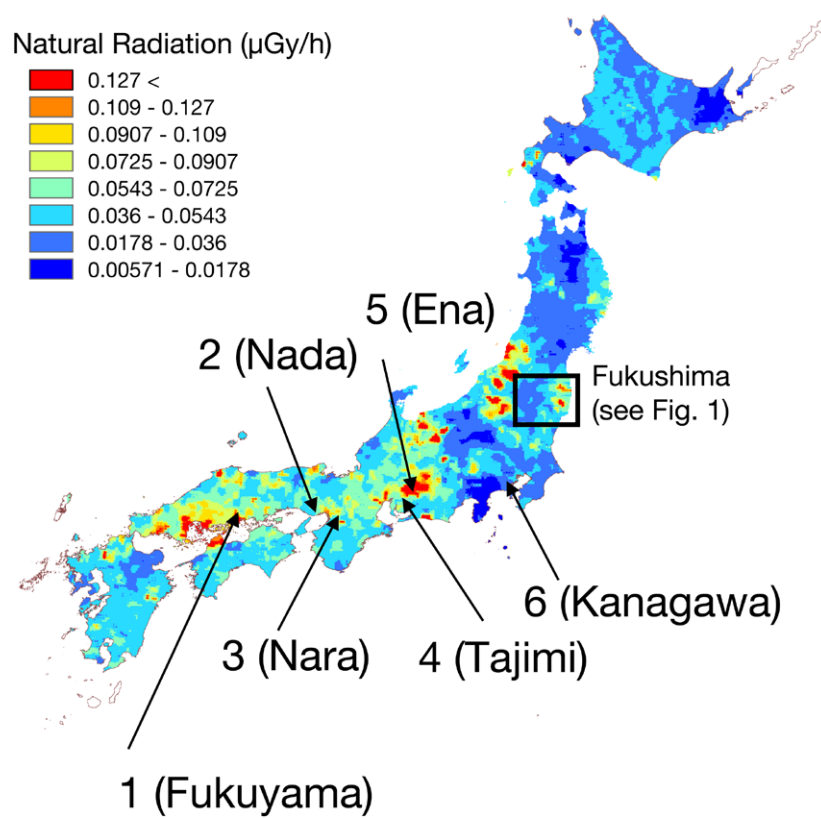 Natural Radiation (μGy/h)
0.127 <
0.109 - 0.127
0.0907 - 0.109
0.0725 - 0.0907
0.0543 - 0.0725
0.036 - 0.0543
0.0178 - 0.036
0.00571 - 0.0178
5 (Ena)
2 (Nada)
Fukushima
(see Fig. 1)
6 (Kanagawa)
3 (Nara)
4 (Tajimi)
1 (Fukuyama)